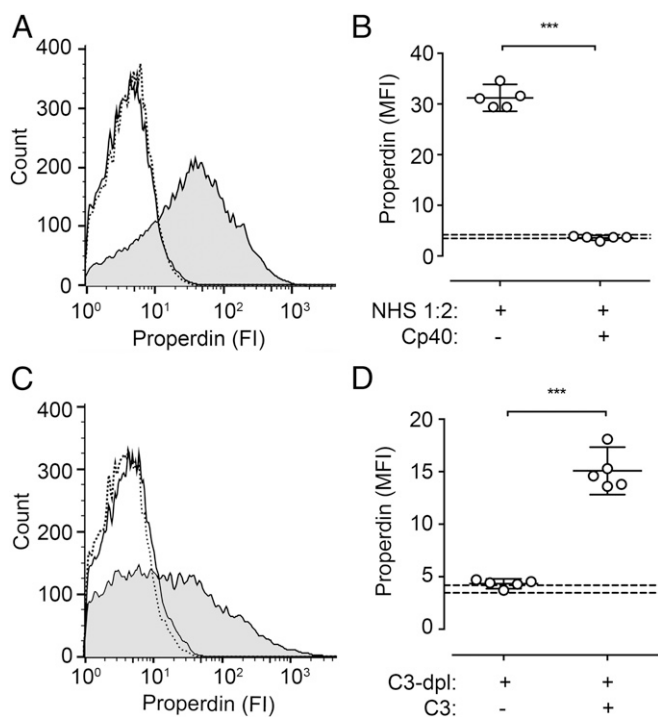 A
400
300
200
100
0
Count
10⁰ 10¹ 10² 10³
Properdin (FI)
B
***
40
30
20
10
0
Properdin (MFI)
NHS 1:2: + +
Cp40: - +
C
400
300
200
100
0
Count
10⁰ 10¹ 10² 10³
Properdin (FI)
D
***
20
15
10
5
0
Properdin (MFI)
C3-dpl: + +
C3: - +